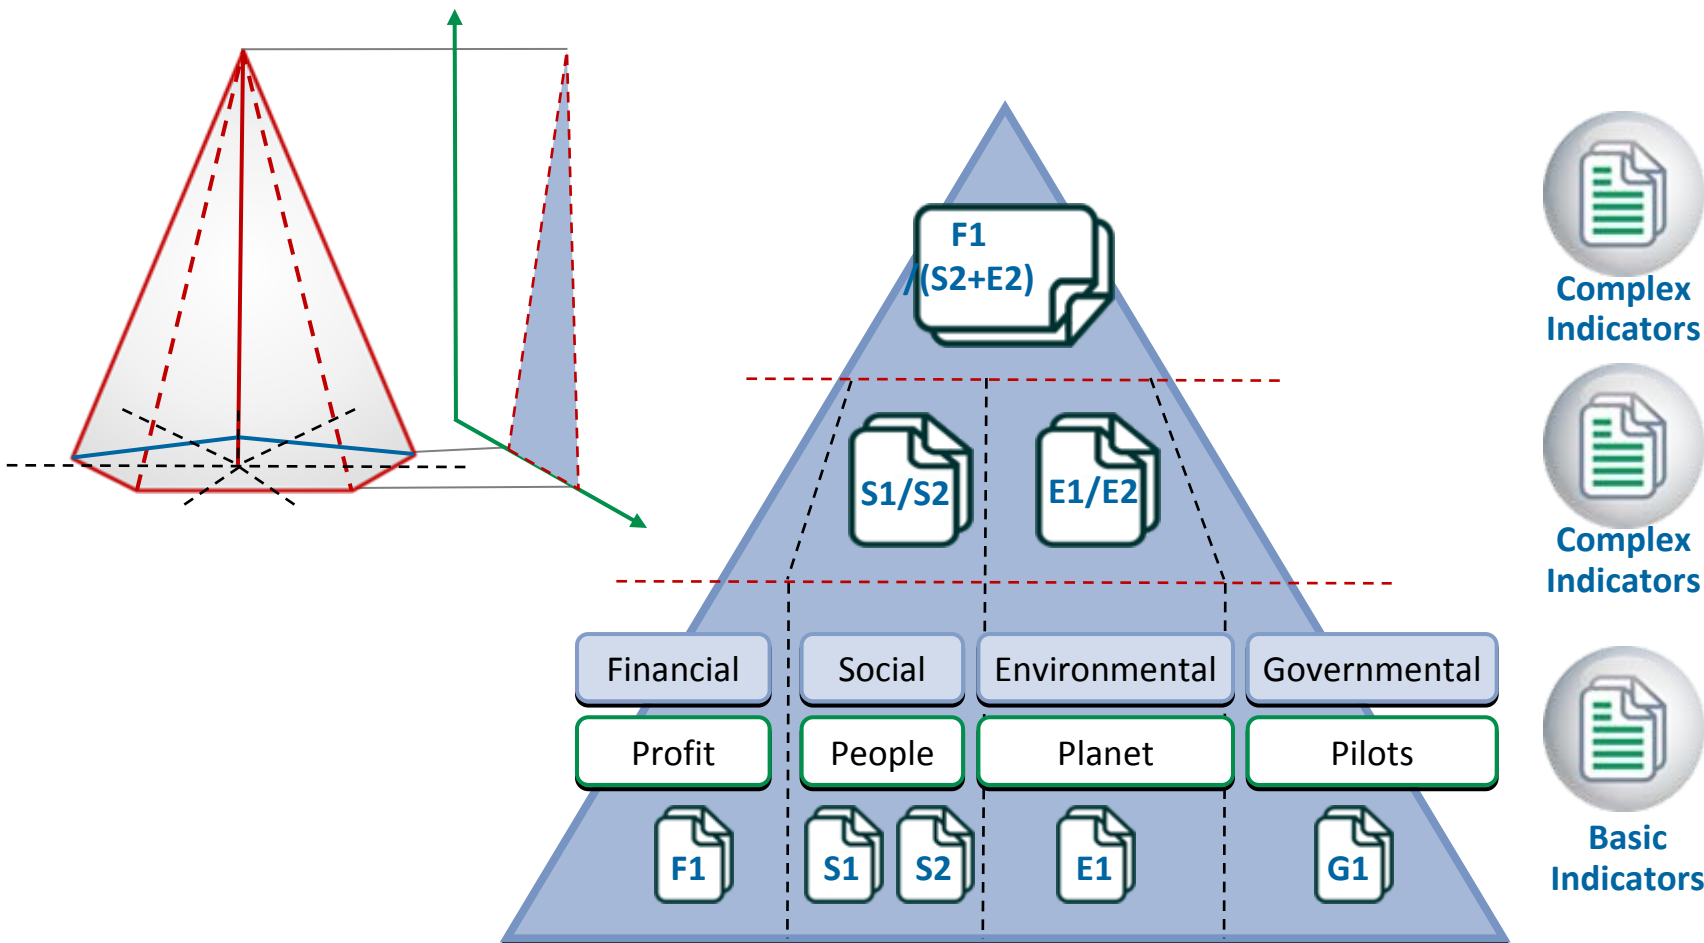 F1
/(S2+E2)
Complex
Indicators
S1/S2
E1/E2
Complex
Indicators
Financial
Social
Environmental
Governmental
Profit
People
Planet
Pilots
F1
S1
S2
E1
G1
Basic
Indicators